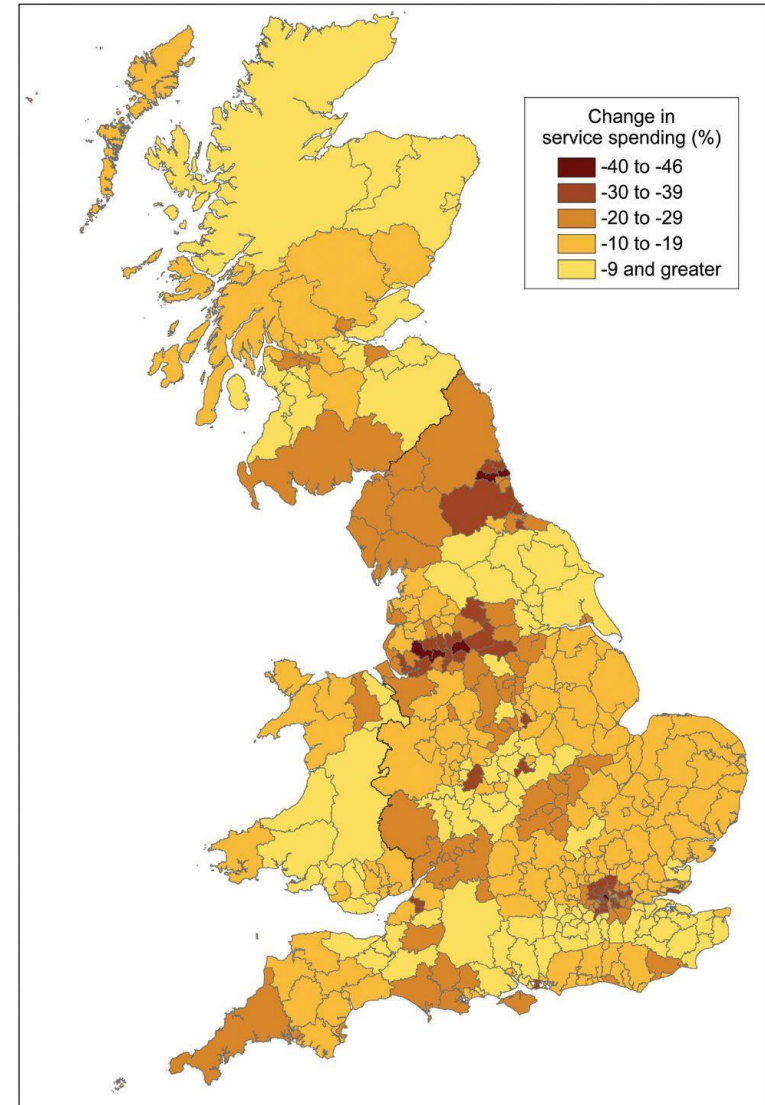 Change in
service spending (%)
-40 to -46
-30 to -39
-20 to -29
-10 to -19
-9 and greater